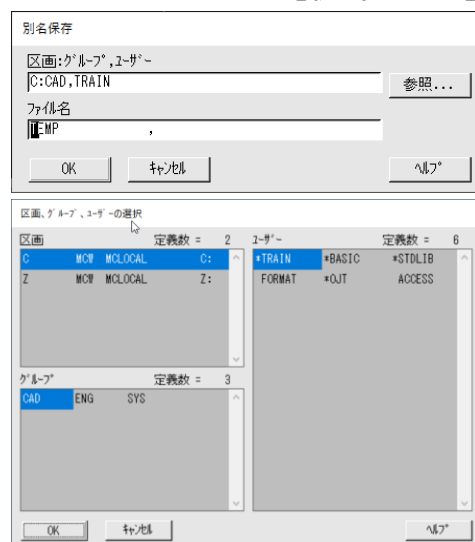 別名保存
区画:ｸﾞﾙｰﾌﾟ,ﾕｰｻﾞｰ
C:CAD,TRAIN
参照...
ﾌｧｲﾙ名
TEMP ,
OK ｷｬﾝｾﾙ ﾍﾙﾌﾟ
区画、ｸﾞﾙｰﾌﾟ、ﾕｰｻﾞｰの選択
区画 定義数 = 2
C MCW MCLOCAL C:
Z MCW MCLOCAL Z:
ﾕｰｻﾞｰ 定義数 = 6
*TRAIN *BASIC *STDLIB
FORMAT *OJT ACCESS
ｸﾞﾙｰﾌﾟ 定義数 = 3
CAD ENG SYS
OK ｷｬﾝｾﾙ ﾍﾙﾌﾟ